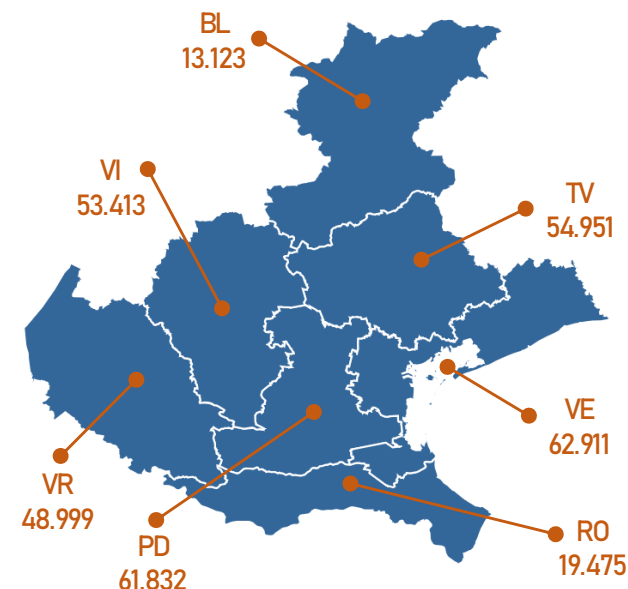 BL
13.123
VI
53.413
TV
54.951
VE
62.911
VR
48.999
PD
61.832
RO
19.475